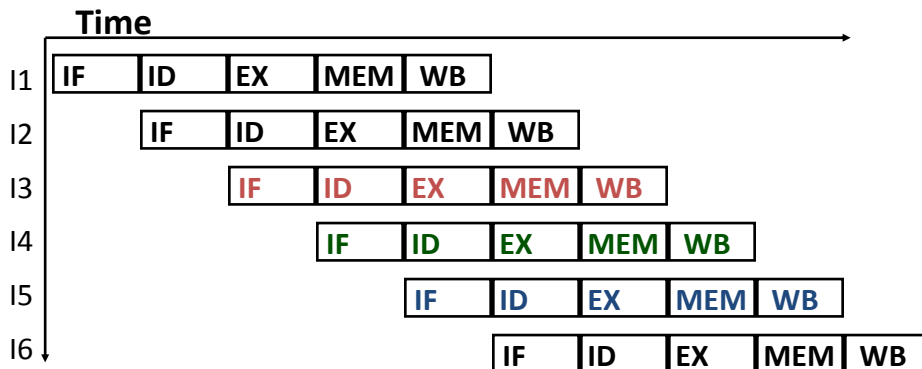 Time
I1 IF ID EX MEM WB
I2 IF ID EX MEM WB
I3 IF ID EX MEM WB
I4 IF ID EX MEM WB
I5 IF ID EX MEM WB
I6 IF ID EX MEM WB